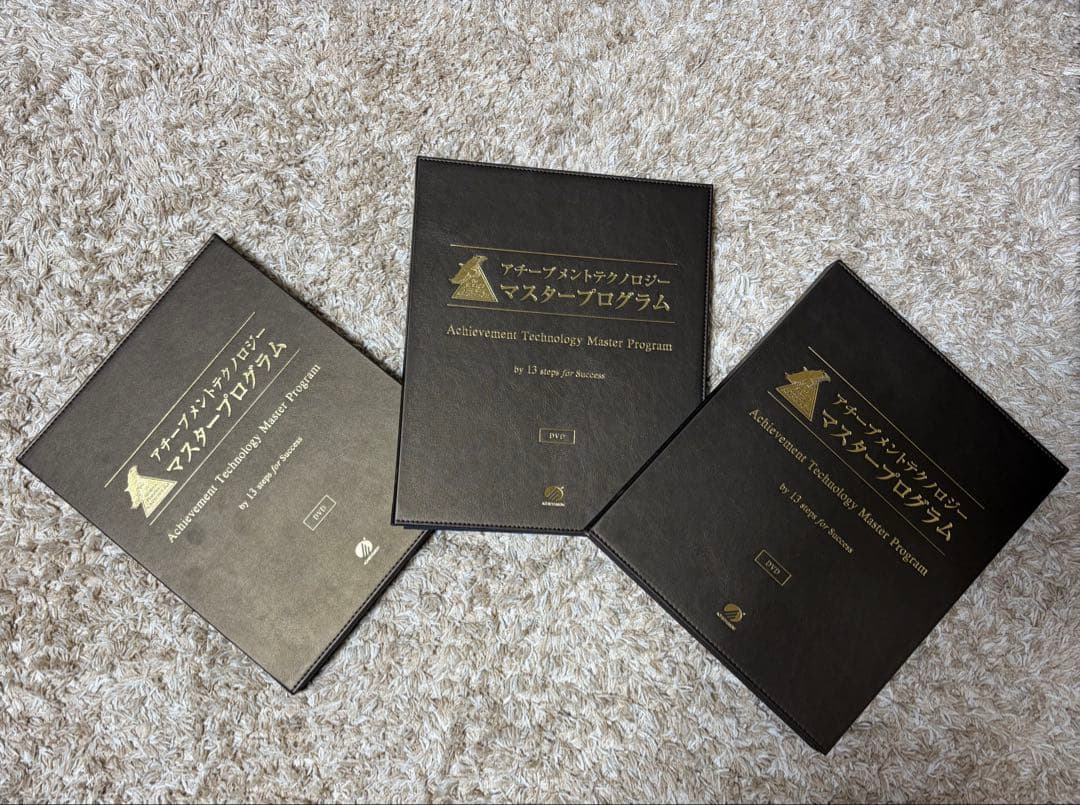 アチーブメントテクノロジー
マスタープログラム
Achievement Technology Master Program
by 13 steps for Success
DVD
アチーブメントテクノロジー
マスタープログラム
Achievement Technology Master Program
by 13 steps for Success
DVD
アチーブメントテクノロジー
マスタープログラム
Achievement Technology Master Program
by 13 steps for Success
DVD